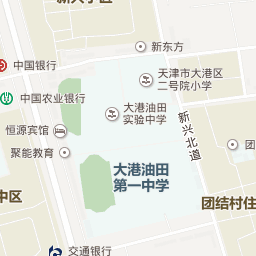 新东方
中国银行
天津市大港区
二号院小学
中国农业银行
大港油田
实验中学
新兴北道
恒源宾馆
聚能教育
团
大港油田
第一中学
中区
团结村住
交通银行